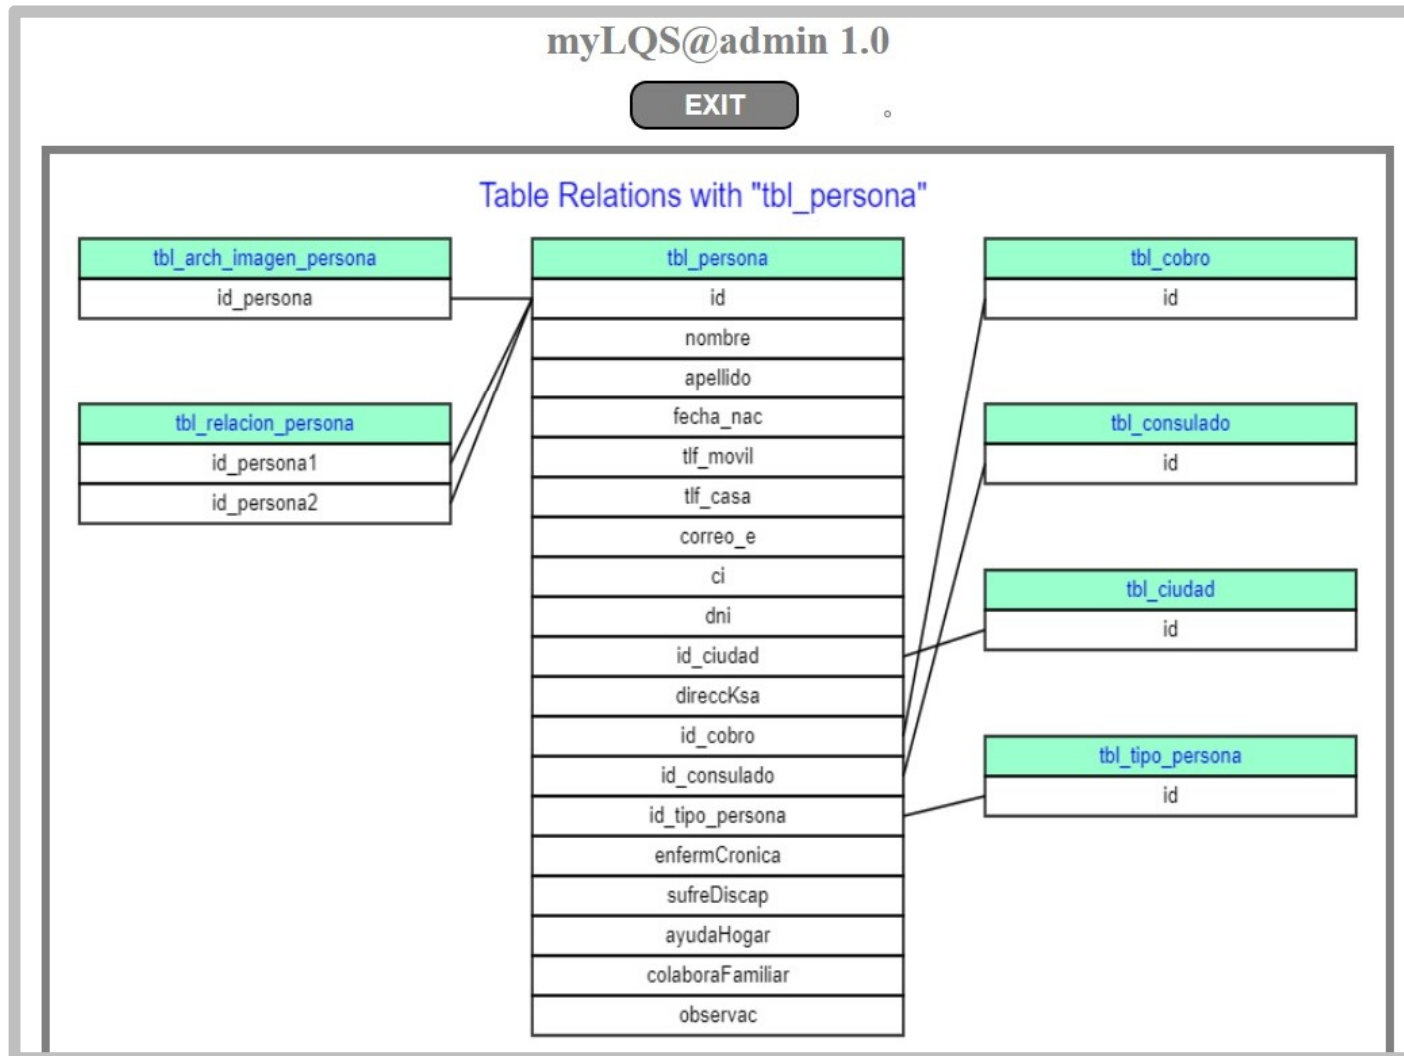 myLQS@admin 1.0
EXIT
Table Relations with "tbl_persona"
tbl_arch_imagen_persona
id_persona
tbl_relacion_persona
id_persona1
id_persona2
tbl_persona
id
nombre
apellido
fecha_nac
tlf_movil
tlf_casa
correo_e
ci
dni
id_ciudad
direccKsa
id_cobro
id_consulado
id_tipo_persona
enfermCronica
sufreDiscap
ayudaHogar
colaboraFamiliar
observac
tbl_cobro
id
tbl_consulado
id
tbl_ciudad
id
tbl_tipo_persona
id